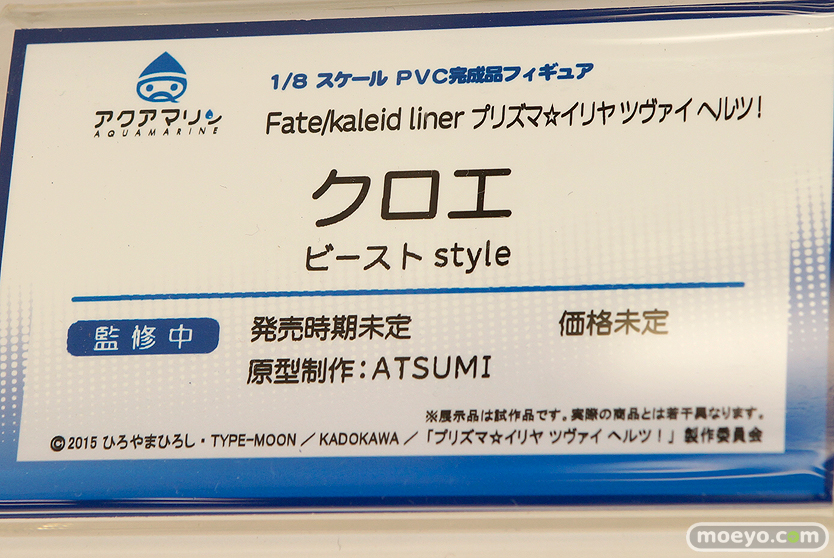 アクアマリン
AQUAMARINE
1/8 スケール PVC完成品フィギュア
Fate/kaleid liner プリズマ☆イリヤ ツヴァイ ヘルツ!
クロエ
ビースト style
監修中
発売時期未定
価格未定
原型制作:ATSUMI
※展示品は試作品です。実際の商品とは若干異なります。
©2015 ひろやまひろし・TYPE-MOON／KADOKAWA／「プリズマ☆イリヤ ツヴァイ ヘルツ！」製作委員会
moeyo.com